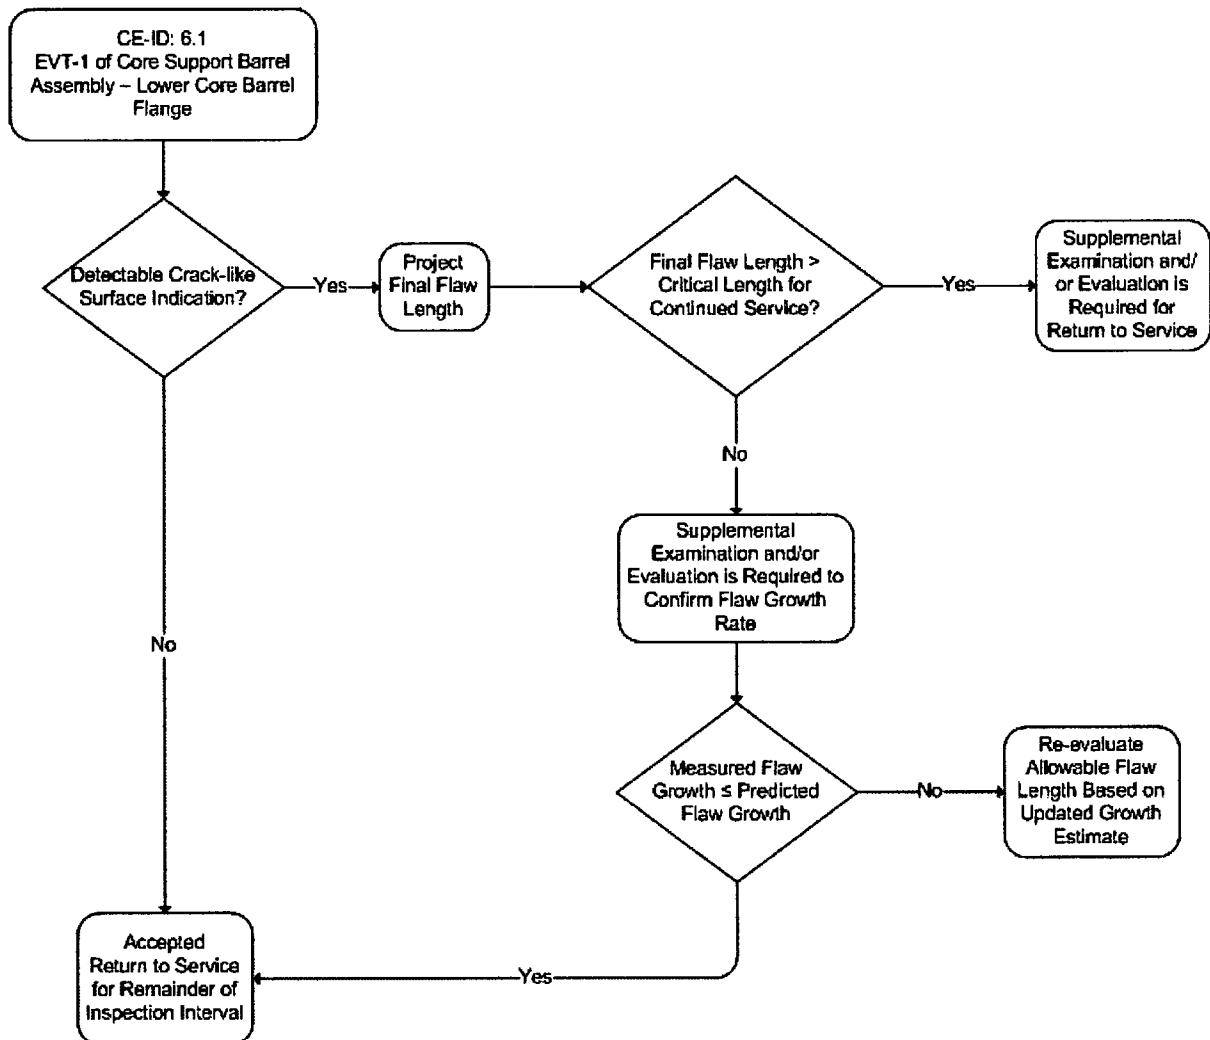 CE-ID: 6.1
EVT-1 of Core Support Barrel
Assembly – Lower Core Barrel
Flange
Detectable Crack-like
Surface Indication?
Yes
Project
Final Flaw
Length
Final Flaw Length >
Critical Length for
Continued Service?
Yes
Supplemental
Examination and/
or Evaluation is
Required for
Return to Service
No
Supplemental
Examination and/or
Evaluation is Required to
Confirm Flaw Growth
Rate
No
Measured Flaw
Growth ≤ Predicted
Flaw Growth
No
Re-evaluate
Allowable Flaw
Length Based on
Updated Growth
Estimate
Accepted
Return to Service
for Remainder of
Inspection Interval
Yes